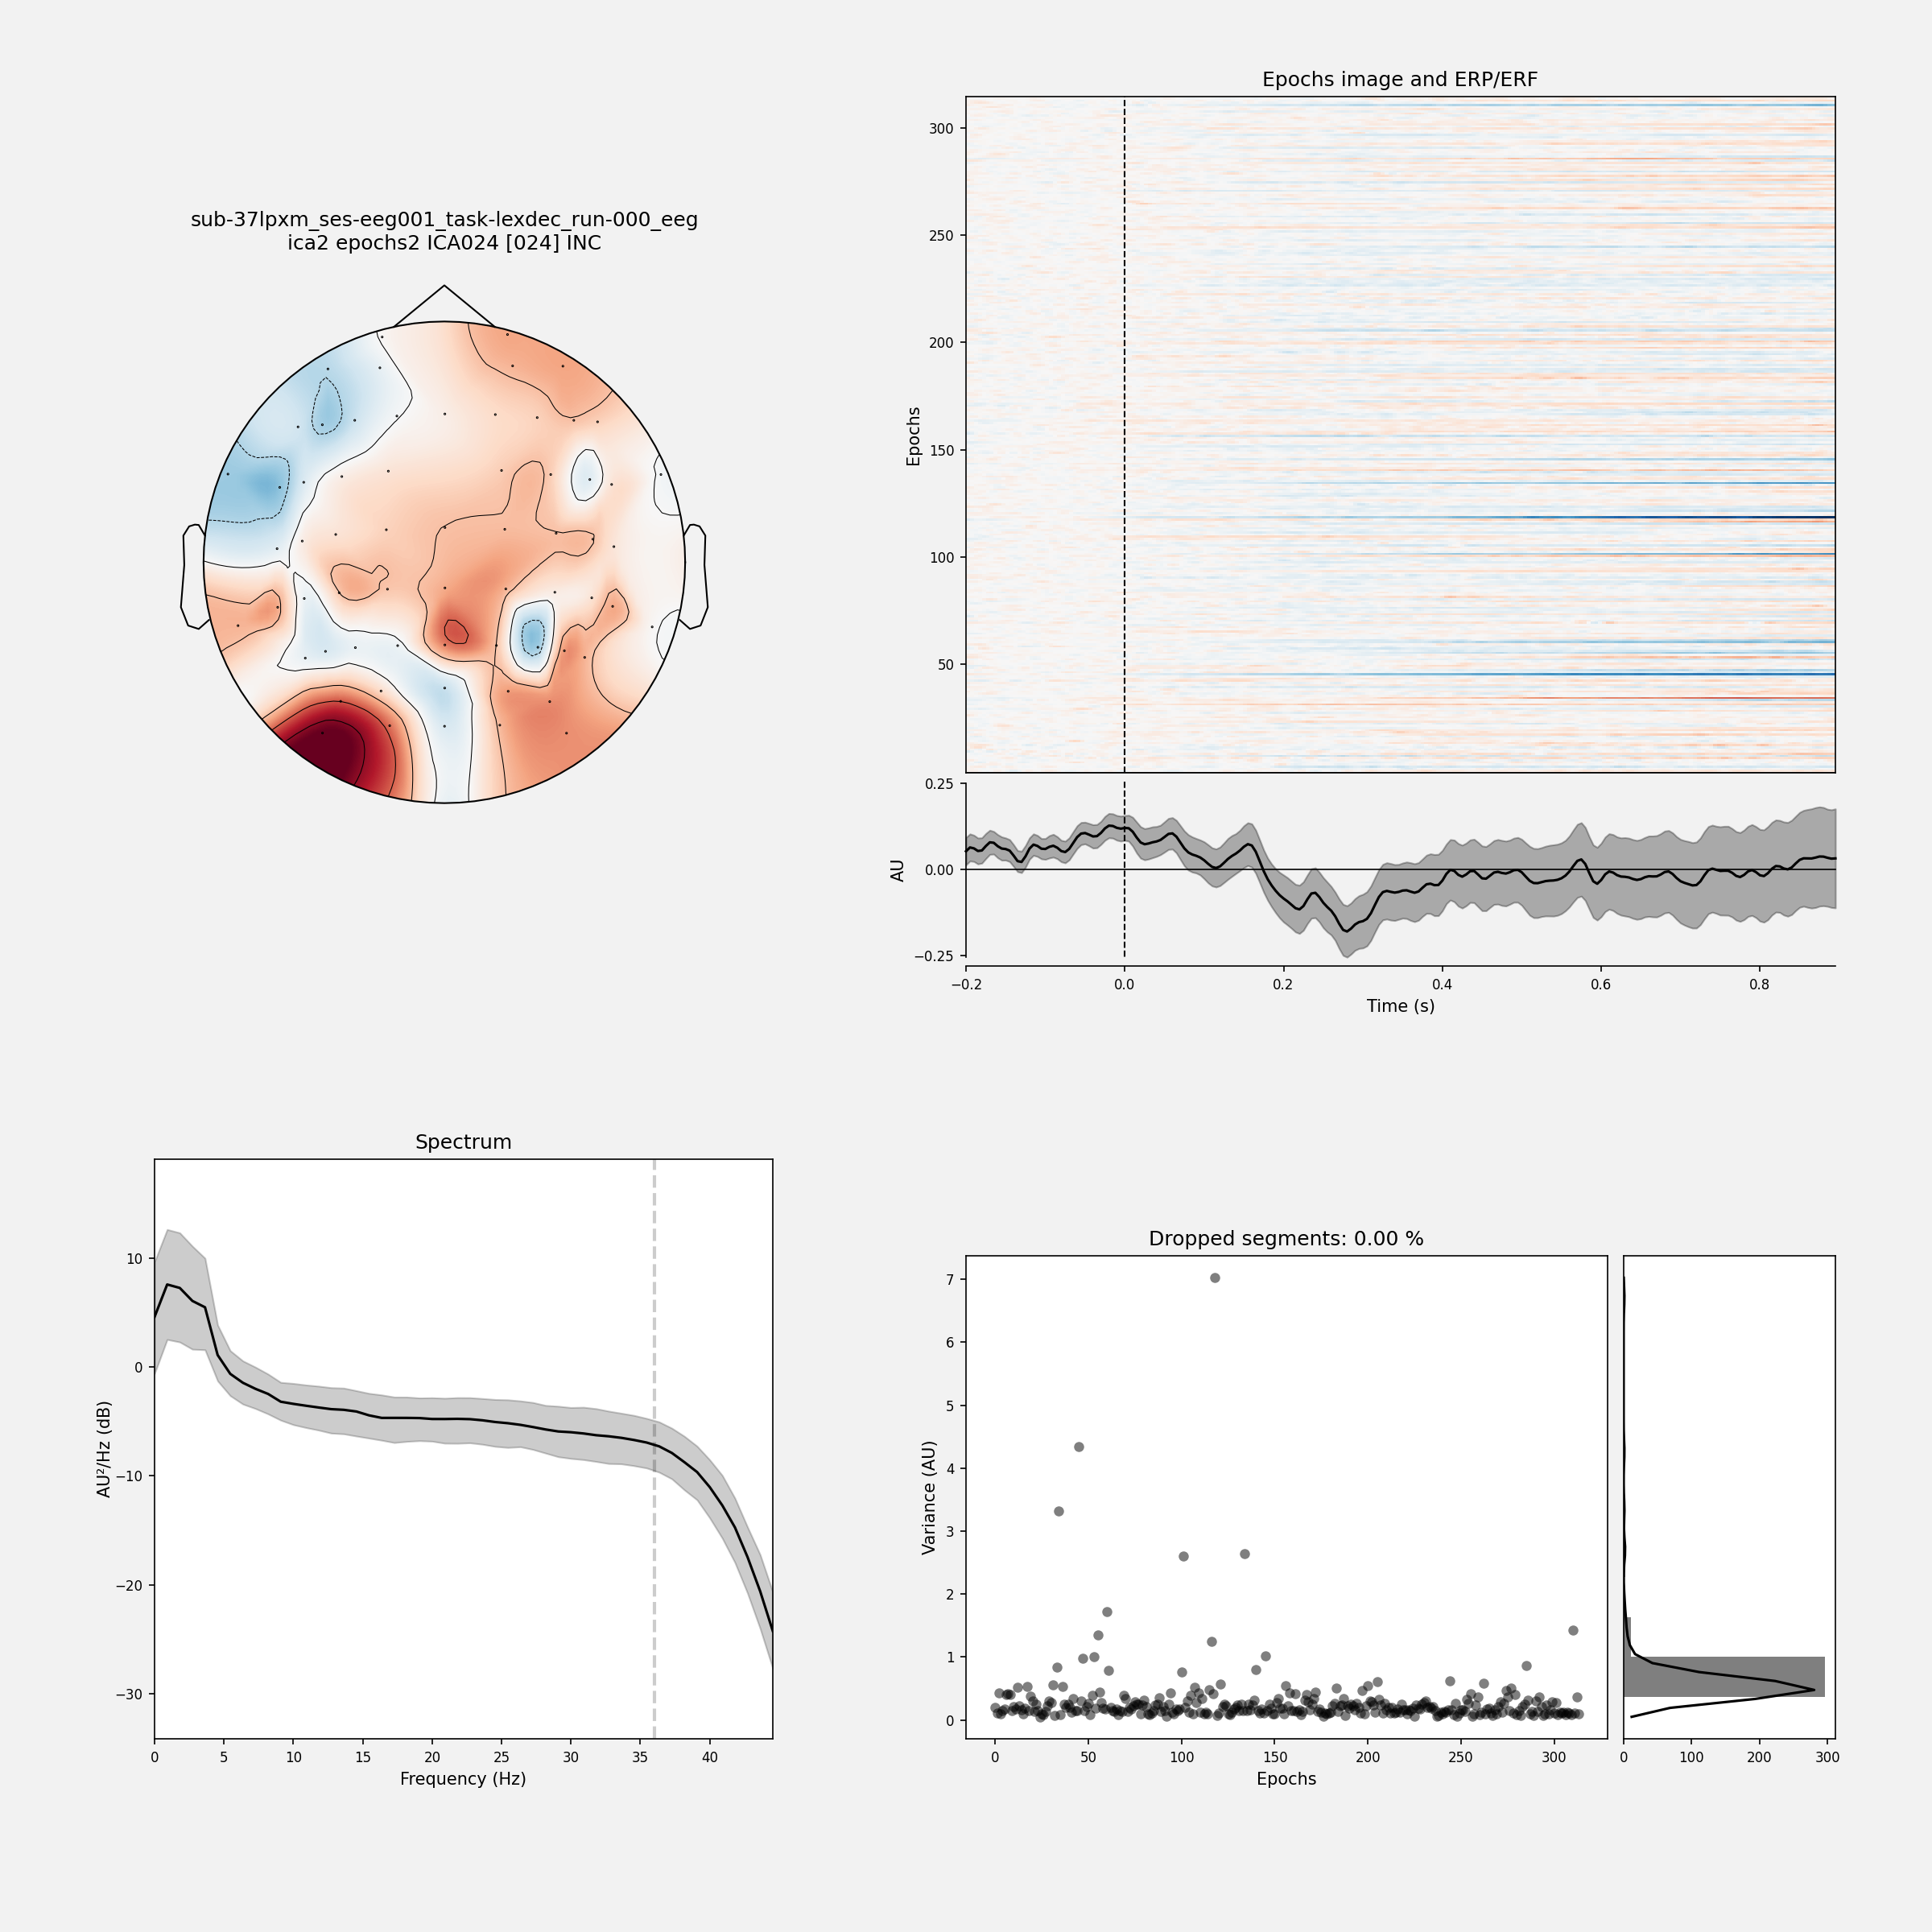 sub-37lpxm_ses-eeg001_task-lexdec_run-000_eeg
ica2 epochs2 ICA024 [024] INC
Epochs image and ERP/ERF
300
250
200
150
100
50
Epochs
0.25
0.00
−0.25
AU
−0.2 0.0 0.2 0.4 0.6 0.8
Time (s)
Spectrum
10
0
−10
−20
−30
AU²/Hz (dB)
0 5 10 15 20 25 30 35 40
Frequency (Hz)
Dropped segments: 0.00 %
7
6
5
4
3
2
1
0
Variance (AU)
0 50 100 150 200 250 300
Epochs
0 100 200 300